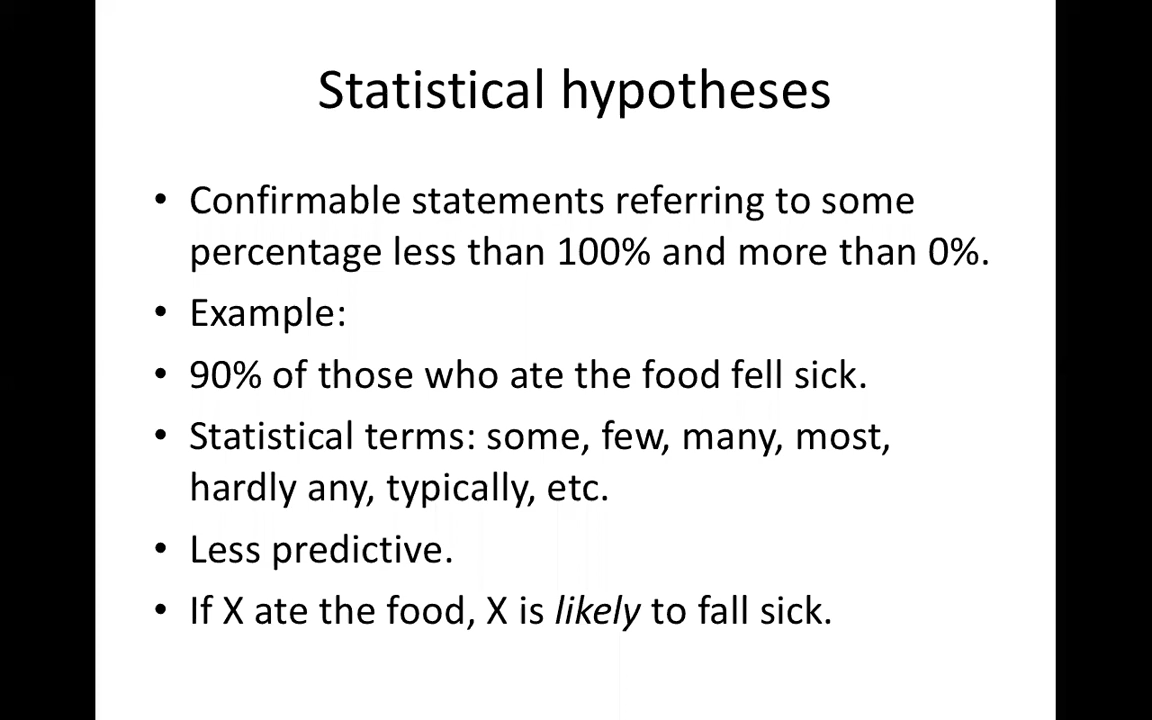 Statistical hypotheses
• Confirmable statements referring to some
percentage less than 100% and more than 0%.
• Example:
• 90% of those who ate the food fell sick.
• Statistical terms: some, few, many, most,
hardly any, typically, etc.
• Less predictive.
• If X ate the food, X is likely to fall sick.